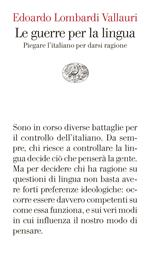 Edoardo Lombardi Vallauri
Le guerre per la lingua
Piegare l'italiano per darsi ragione
Sono in corso diverse battaglie per
il controllo dell'italiano. Da sem-
pre, chi riesce a controllare la lin-
gua decide ciò che penserà la gente.
Ma per decidere chi ha ragione su
questioni di lingua non basta ave-
re forti preferenze ideologiche: oc-
corre essere davvero competenti su
come essa funziona, e sui veri modi
in cui influenza il nostro modo di
pensare.